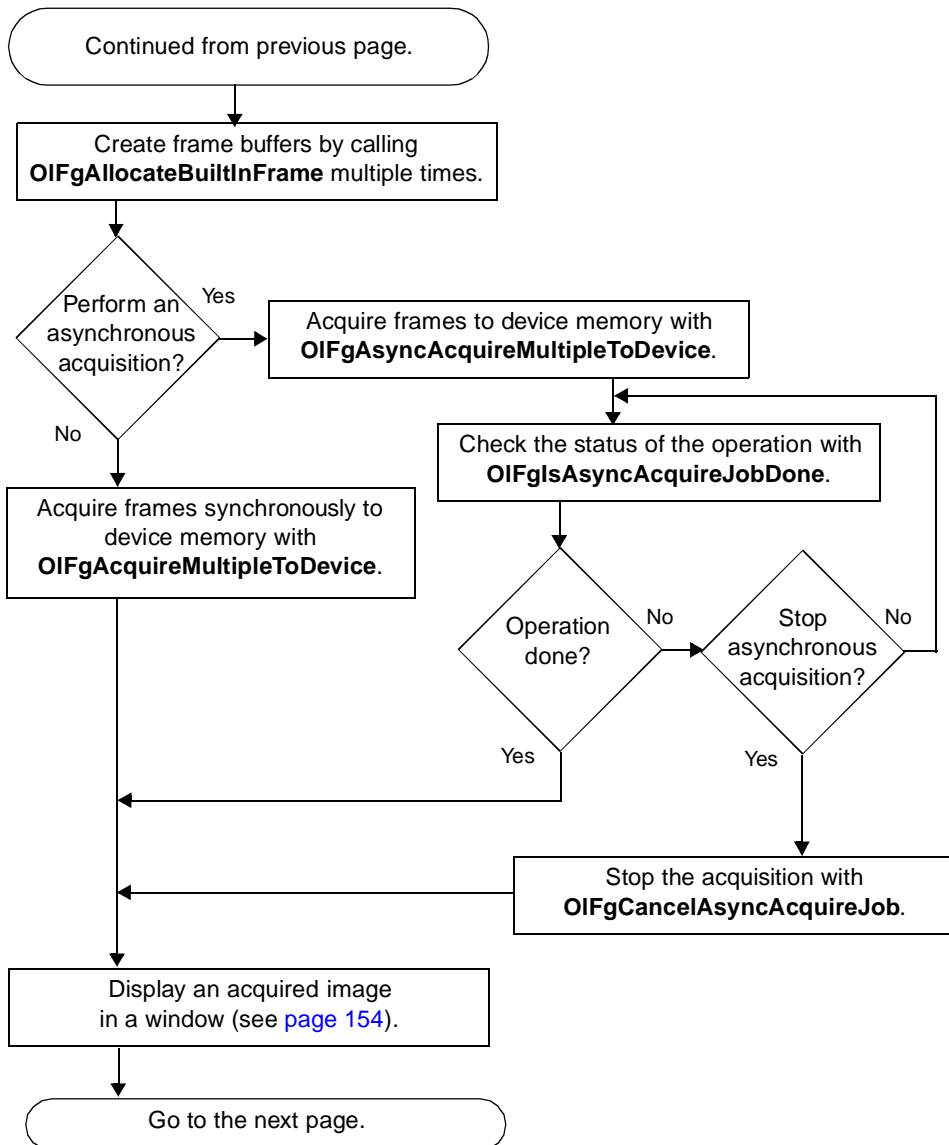 Continued from previous page.
Create frame buffers by calling
OlFgAllocateBuiltInFrame multiple times.
Perform an
asynchronous
acquisition?
Yes
No
Acquire frames to device memory with
OlFgAsyncAcquireMultipleToDevice.
Check the status of the operation with
OlFgIsAsyncAcquireJobDone.
Acquire frames synchronously to
device memory with
OlFgAcquireMultipleToDevice.
Operation
done?
No
Yes
Stop
asynchronous
acquisition?
No
Yes
Stop the acquisition with
OlFgCancelAsyncAcquireJob.
Display an acquired image
in a window (see page 154).
Go to the next page.